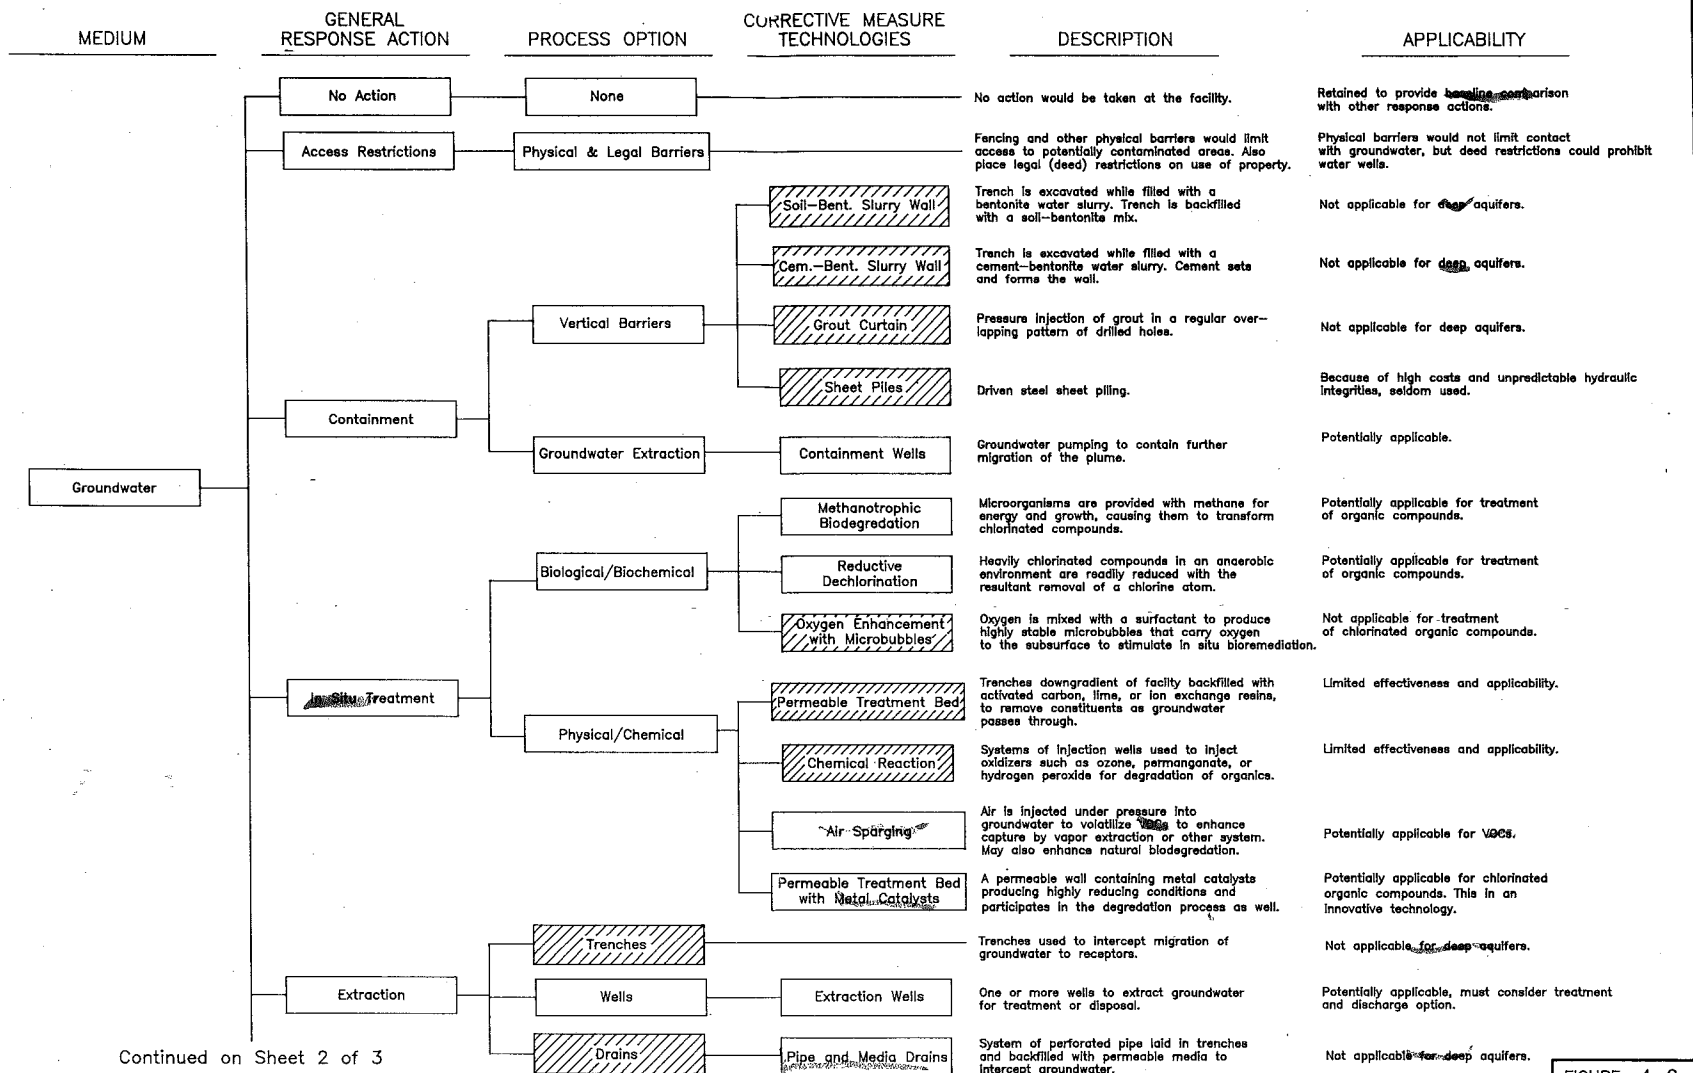 MEDIUM
GENERAL
RESPONSE ACTION
PROCESS OPTION
CORRECTIVE MEASURE
TECHNOLOGIES
DESCRIPTION
APPLICABILITY
No Action
None
No action would be taken at the facility.
Retained to provide baseline comparison
with other response actions.
Access Restrictions
Physical & Legal Barriers
Fencing and other physical barriers would limit
access to potentially contaminated areas. Also
place legal (deed) restrictions on use of property.
Physical barriers would not limit contact
with groundwater, but deed restrictions could prohibit
water wells.
Soil-Bent. Slurry Wall
Trench is excavated while filled with a
bentonite water slurry. Trench is backfilled
with a soil-bentonite mix.
Not applicable for deep aquifers.
Cem.-Bent. Slurry Wall
Trench is excavated while filled with a
cement-bentonite water slurry. Cement sets
and forms the wall.
Not applicable for deep aquifers.
Vertical Barriers
Grout Curtain
Pressure injection of grout in a regular over-
lapping pattern of drilled holes.
Not applicable for deep aquifers.
Sheet Piles
Driven steel sheet piling.
Because of high costs and unpredictable hydraulic
integrities, seldom used.
Containment
Groundwater Extraction
Containment Wells
Groundwater pumping to contain further
migration of the plume.
Potentially applicable.
Groundwater
Methanotrophic
Biodegredation
Microorganisms are provided with methane for
energy and growth, causing them to transform
chlorinated compounds.
Potentially applicable for treatment
of organic compounds.
Biological/Biochemical
Reductive
Dechlorination
Heavily chlorinated compounds in an anaerobic
environment are readily reduced with the
resultant removal of a chlorine atom.
Potentially applicable for treatment
of organic compounds.
Oxygen Enhancement
with Microbubbles
Oxygen is mixed with a surfactant to produce
highly stable microbubbles that carry oxygen
to the subsurface to stimulate in situ bioremediation.
Not applicable for treatment
of chlorinated organic compounds.
In Situ Treatment
Physical/Chemical
Permeable Treatment Bed
Trenches downgradient of facilty backfilled with
activated carbon, lime, or ion exchange resins,
to remove constituents as groundwater
passes through.
Limited effectiveness and applicability.
Chemical Reaction
Systems of injection wells used to inject
oxidizers such as ozone, permanganate, or
hydrogen peroxide for degradation of organics.
Limited effectiveness and applicability.
Air Sparging
Air is injected under pressure into
groundwater to volatilize VOCs to enhance
capture by vapor extraction or other system.
May also enhance natural biodegredation.
Potentially applicable for VOCs.
Permeable Treatment Bed
with Metal Catalysts
A permeable wall containing metal catalysts
producing highly reducing conditions and
participates in the degredation process as well.
Potentially applicable for chlorinated
organic compounds. This in an
innovative technology.
Trenches
Trenches used to intercept migration of
groundwater to receptors.
Not applicable for deep aquifers.
Extraction
Wells
Extraction Wells
One or more wells to extract groundwater
for treatment or disposal.
Potentially applicable, must consider treatment
and discharge option.
Drains
Pipe and Media Drains
System of perforated pipe laid in trenches
and backfilled with permeable media to
intercept groundwater.
Not applicable for deep aquifers.
Continued on Sheet 2 of 3